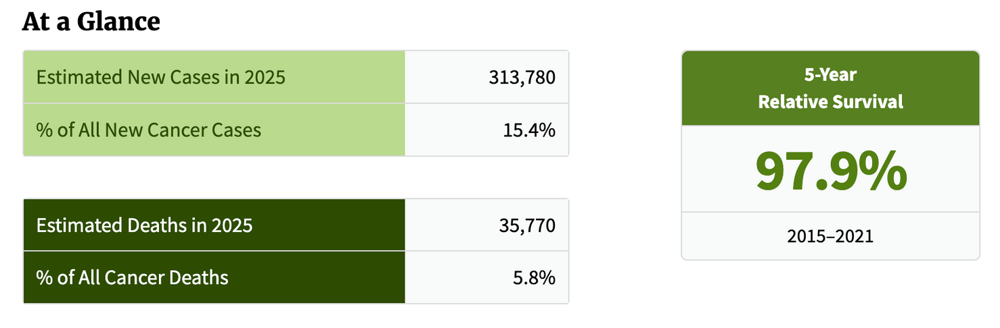 At a Glance
Estimated New Cases in 2025 313,780
% of All New Cancer Cases 15.4%
Estimated Deaths in 2025 35,770
% of All Cancer Deaths 5.8%
5-Year
Relative Survival
97.9%
2015–2021